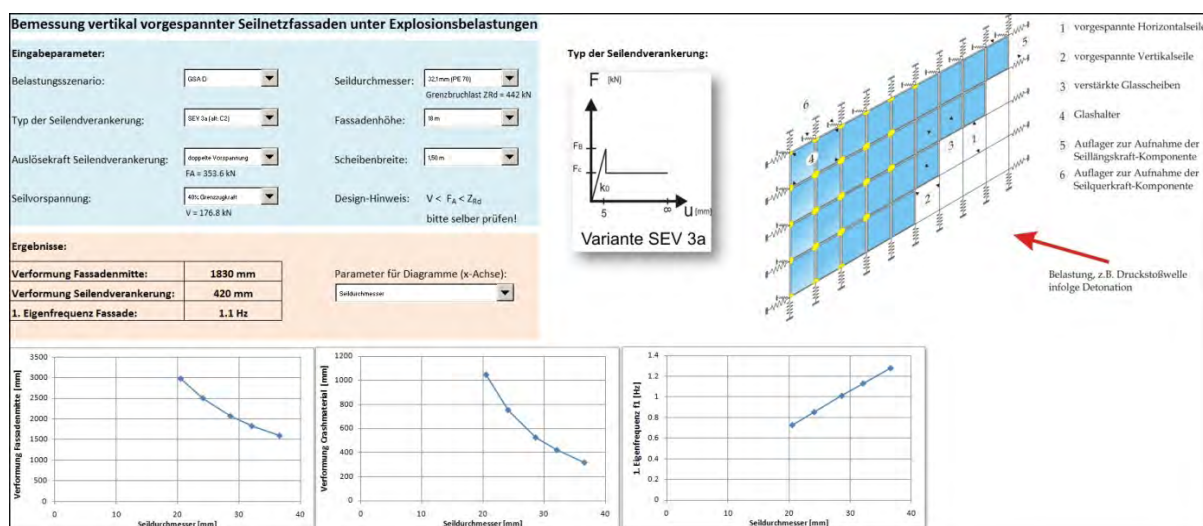 Bemessung vertikal vorgespannter Seilnetzfassaden unter Explosionsbelastungen
Eingabeparameter:
Belastungsszenario:
GSA D
Seildurchmesser:
32,1mm (PE 70)
Grenzbruchlast ZRd = 442 kN
Typ der Seilendverankerung:
SEV 3a (alt: C2)
Fassadenhöhe:
18 m
Auslösekraft Seilendverankerung:
doppelte Vorspannung
FA = 353.6 kN
Scheibenbreite:
1,50 m
Seilvorspannung:
40% Grenzzugkraft
V = 176.8 kN
Design-Hinweis:
V < FA < ZRd
bitte selber prüfen!
Ergebnisse:
Verformung Fassadenmitte: 1830 mm
Verformung Seilendverankerung: 420 mm
1. Eigenfrequenz Fassade: 1.1 Hz
Parameter für Diagramme (x-Achse):
Seildurchmesser
Typ der Seilendverankerung:
F [kN]
k0
5
∞
u [mm]
Variante SEV 3a
5
6
4
3
1
2
1 vorgespannte Horizontalseile
2 vorgespannte Vertikalseile
3 verstärkte Glasscheiben
4 Glashalter
5 Auflager zur Aufnahme der
Seillängskraft-Komponente
6 Auflager zur Aufnahme der
Seilquerkraft-Komponente
Belastung, z.B. Druckstoßwelle
infolge Detonation
Verformung Fassadenmitte [mm]
3500
3000
2500
2000
1500
1000
500
0
0 10 20 30 40
Seildurchmesser [mm]
Verformung Crashmaterial [mm]
1200
1000
800
600
400
200
0
0 10 20 30 40
Seildurchmesser [mm]
1. Eigenfrequenz f1 [Hz]
1.4
1.2
1
0.8
0.6
0.4
0.2
0
0 10 20 30 40
Seildurchmesser [mm]